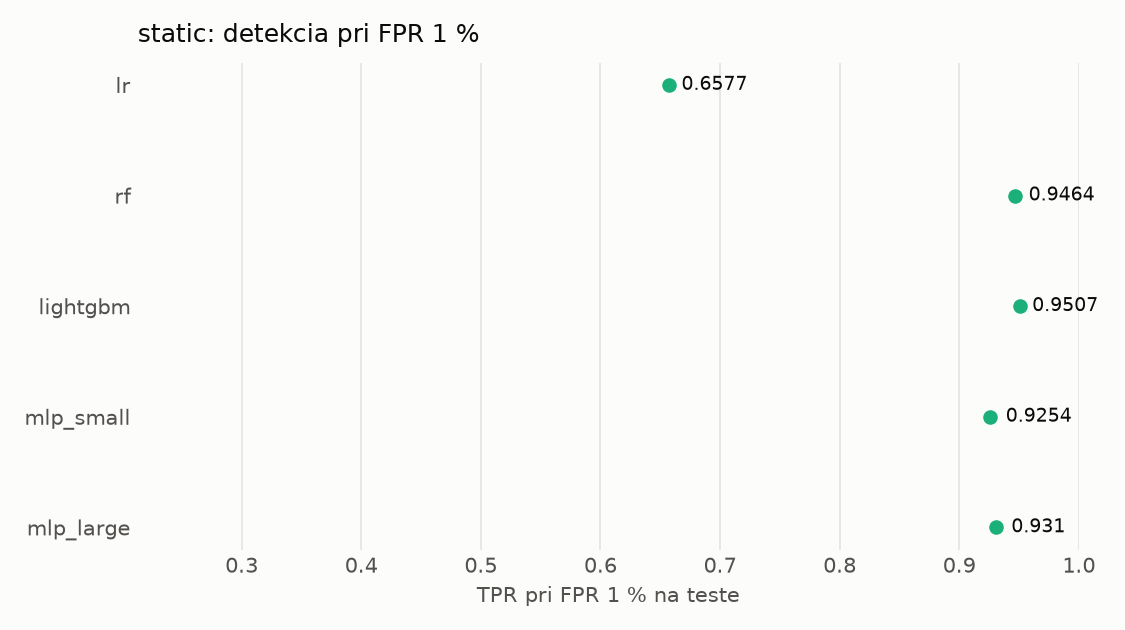 static: detekcia pri FPR 1 %
lr
0.6577
rf
0.9464
lightgbm
0.9507
mlp_small
0.9254
mlp_large
0.931
0.3 0.4 0.5 0.6 0.7 0.8 0.9 1.0
TPR pri FPR 1 % na teste